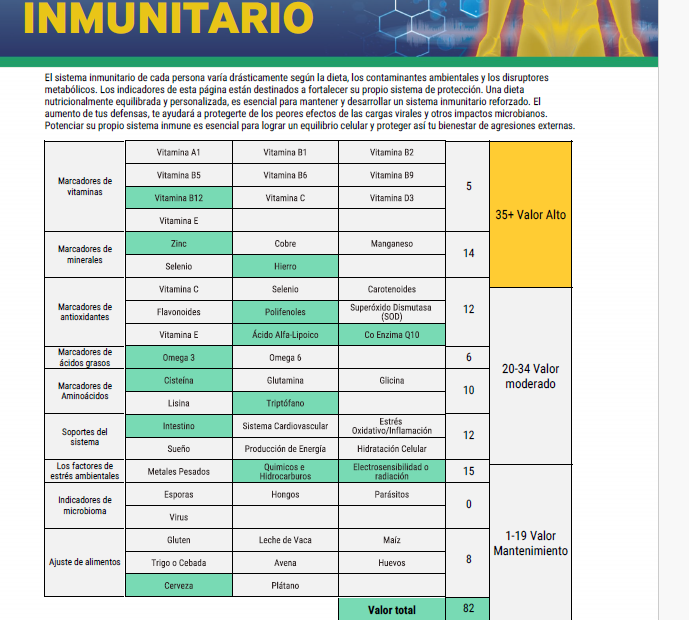 INMUNITARIO
El sistema inmunitario de cada persona varía drásticamente según la dieta, los contaminantes ambientales y los disruptores
metabólicos. Los indicadores de esta página están destinados a fortalecer su propio sistema de protección. Una dieta
nutricionalmente equilibrada y personalizada, es esencial para mantener y desarrollar un sistema inmunitario reforzado. El
aumento de tus defensas, te ayudará a protegerte de los peores efectos de las cargas virales y otros impactos microbianos.
Potenciar su propio sistema inmune es esencial para lograr un equilibrio celular y proteger así tu bienestar de agresiones externas.
Marcadores de
vitaminas
Vitamina A1
Vitamina B1
Vitamina B2
Vitamina B5
Vitamina B6
Vitamina B9
Vitamina B12
Vitamina C
Vitamina D3
Vitamina E
5
35+ Valor Alto
Marcadores de
minerales
Zinc
Cobre
Manganeso
Selenio
Hierro
14
Marcadores de
antioxidantes
Vitamina C
Selenio
Carotenoides
Flavonoides
Polifenoles
Superóxido Dismutasa
(SOD)
Vitamina E
Ácido Alfa-Lipoico
Co Enzima Q10
12
20-34 Valor
moderado
Marcadores de
ácidos grasos
Omega 3
Omega 6
6
Marcadores de
Aminoácidos
Cisteína
Glutamina
Glicina
Lisina
Triptófano
10
Soportes del
sistema
Intestino
Sistema Cardiovascular
Estrés
Oxidativo/Inflamación
Sueño
Producción de Energía
Hidratación Celular
12
Los factores de
estrés ambientales
Metales Pesados
Quimicos e
Hidrocarburos
Electrosensibilidad o
radiación
15
Indicadores de
microbioma
Esporas
Hongos
Parásitos
Virus
0
1-19 Valor
Mantenimiento
Ajuste de alimentos
Gluten
Leche de Vaca
Maíz
Trigo o Cebada
Avena
Huevos
Cerveza
Plátano
8
Valor total
82